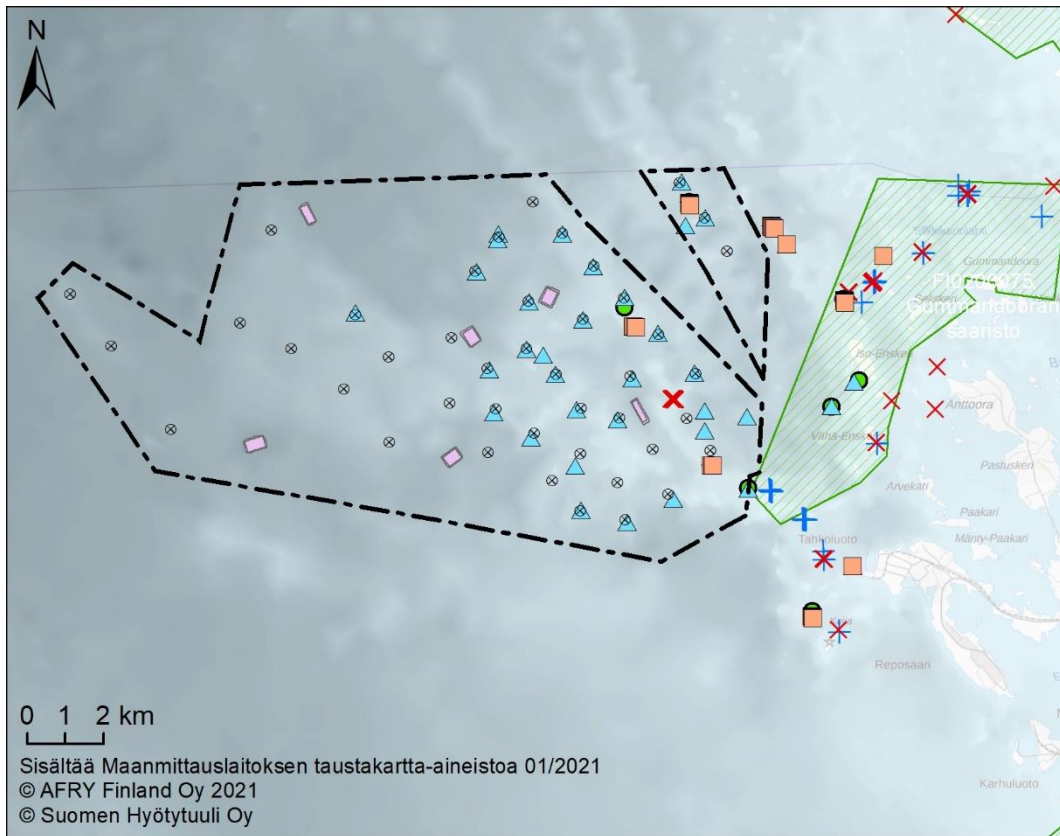 N
Gummandoora
FI0200075
Gummandooran
saaristo
Iso-Enskeri
Anttoora
Vähä-Enskeri
Pastuskeri
Arvekari
Paakari
Tahkoluoto
Mänty-Paakari
Reposaari
Karhuluoto
0 1 2 km
Sisältää Maanmittauslaitoksen taustakartta-aineistoa 01/2021
© AFRY Finland Oy 2021
© Suomen Hyötytuuli Oy